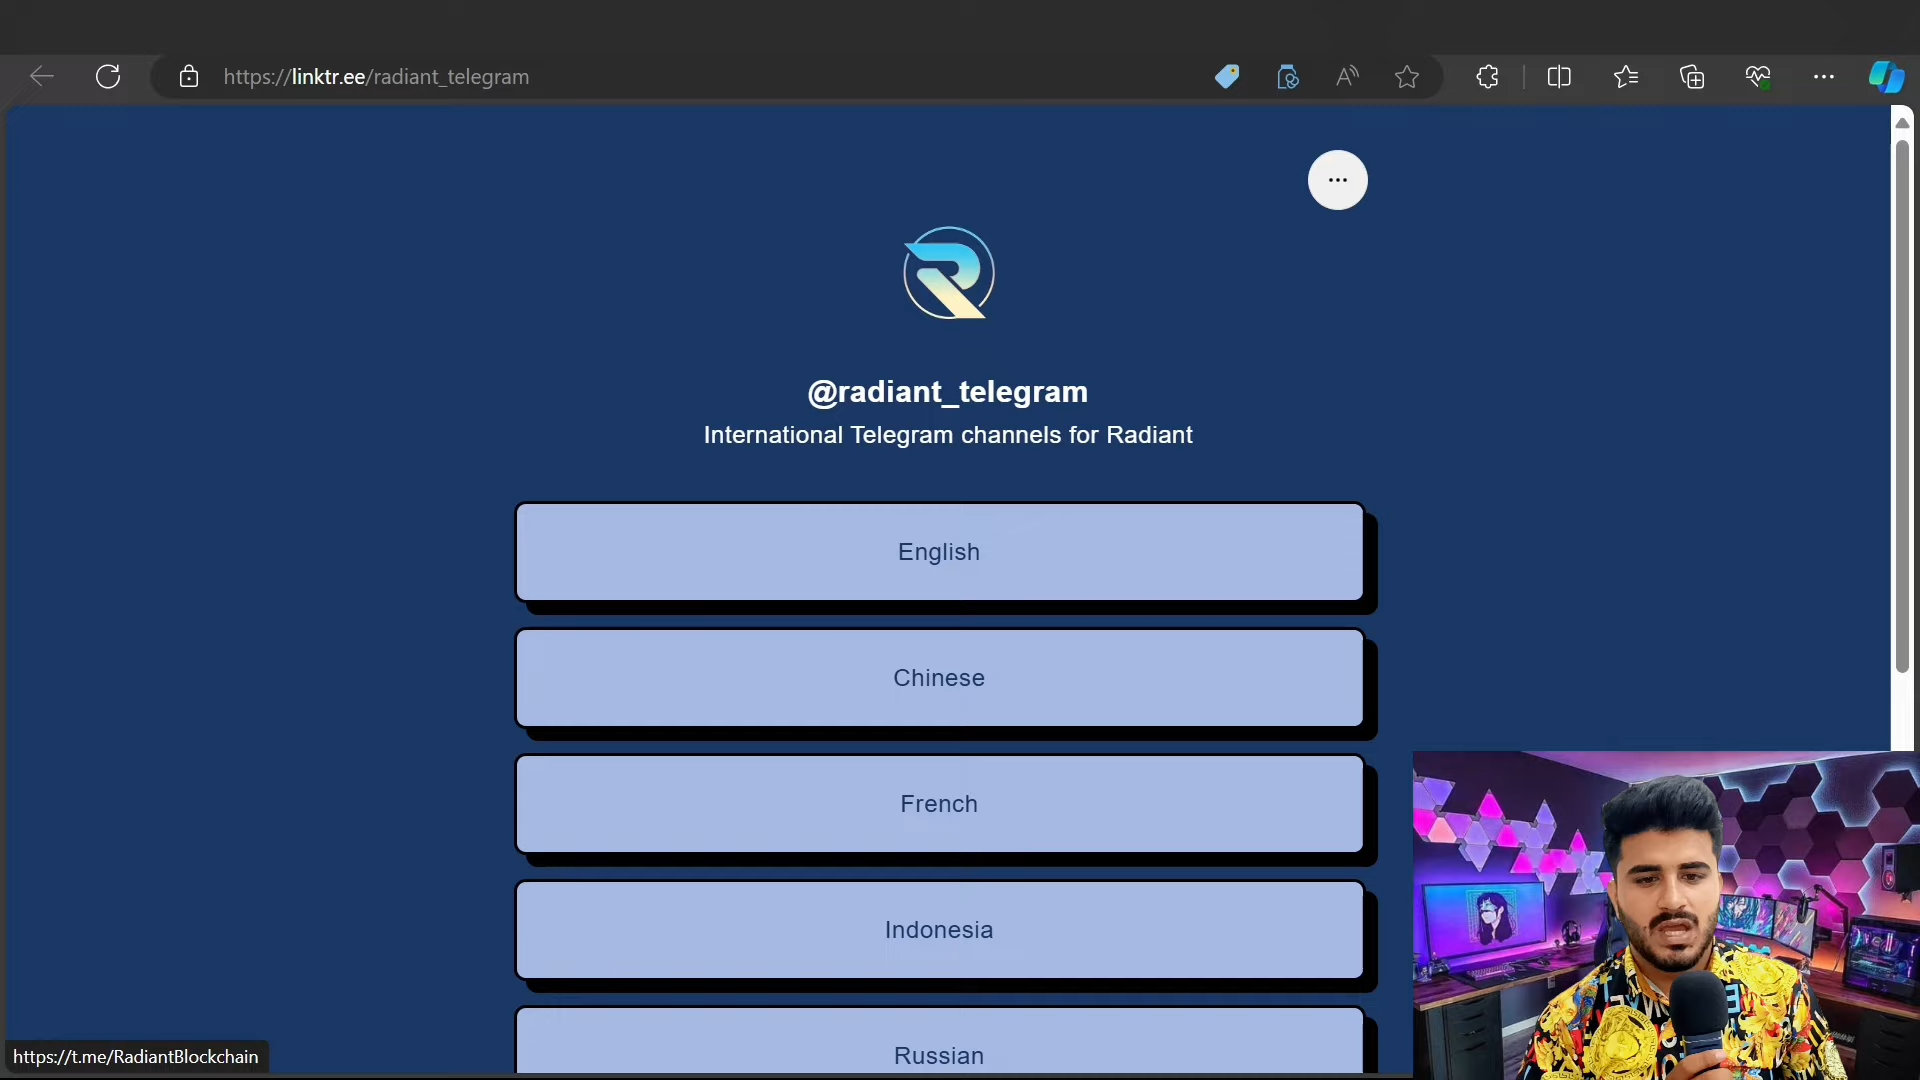 https://linktr.ee/radiant_telegram
@radiant_telegram
International Telegram channels for Radiant
English
Chinese
French
Indonesia
Russian
https://t.me/RadiantBlockchain